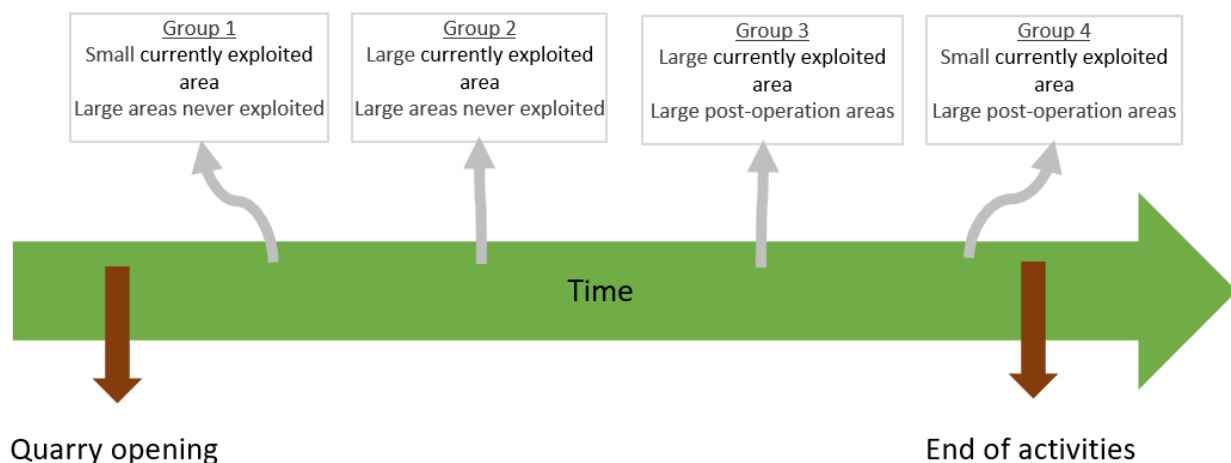 Group 1
Small currently exploited
area
Large areas never exploited
Group 2
Large currently exploited
area
Large areas never exploited
Group 3
Large currently exploited
area
Large post-operation areas
Group 4
Small currently exploited
area
Large post-operation areas
Time
Quarry opening
End of activities